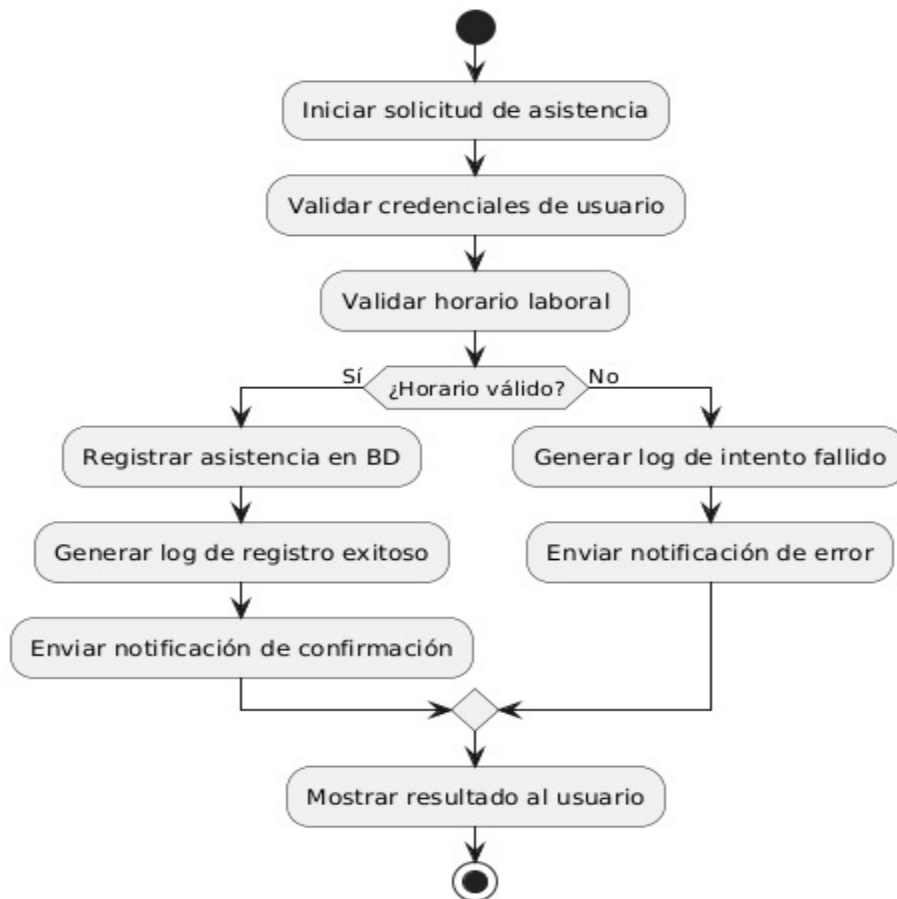 Iniciar solicitud de asistencia
Validar credenciales de usuario
Validar horario laboral
¿Horario válido?
Sí
No
Registrar asistencia en BD
Generar log de registro exitoso
Enviar notificación de confirmación
Generar log de intento fallido
Enviar notificación de error
Mostrar resultado al usuario